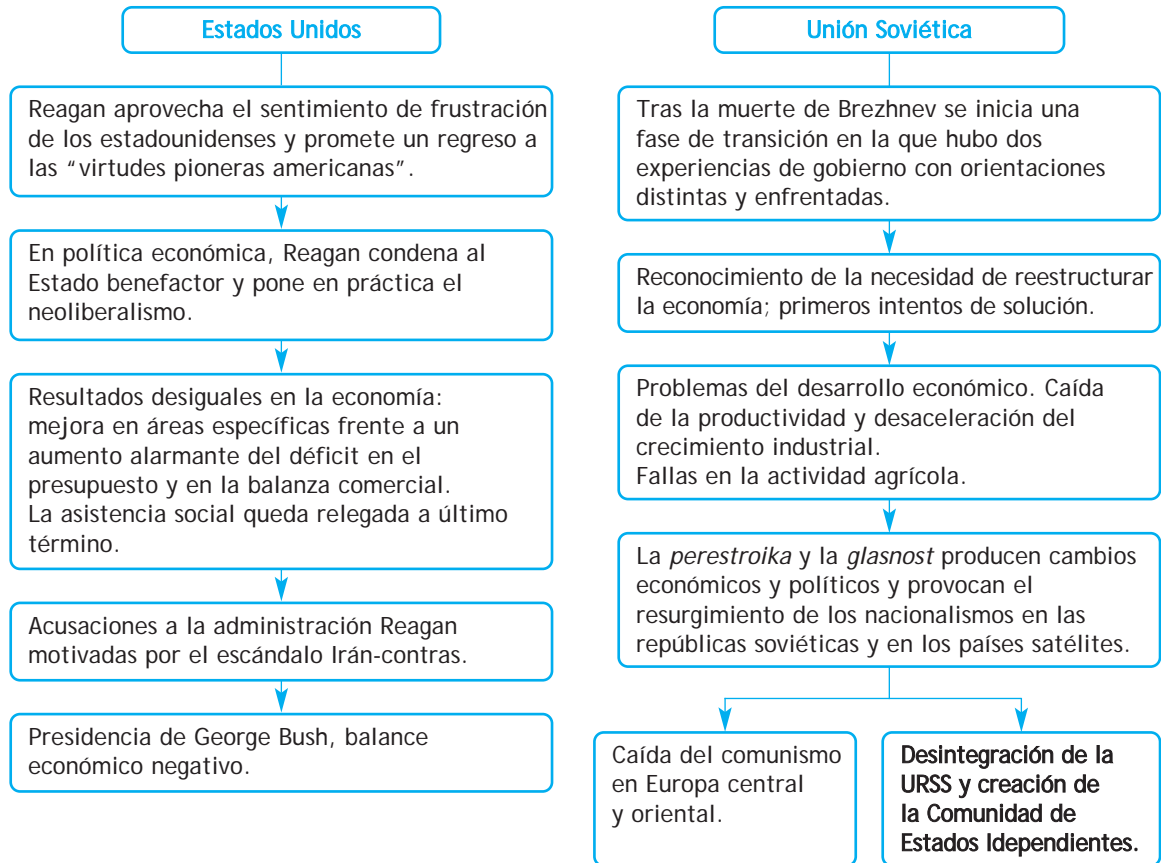 Estados Unidos
Reagan aprovecha el sentimiento de frustración
de los estadounidenses y promete un regreso a
las “virtudes pioneras americanas”.
En política económica, Reagan condena al
Estado benefactor y pone en práctica el
neoliberalismo.
Resultados desiguales en la economía:
mejora en áreas específicas frente a un
aumento alarmante del déficit en el
presupuesto y en la balanza comercial.
La asistencia social queda relegada a último
término.
Acusaciones a la administración Reagan
motivadas por el escándalo Irán-contras.
Presidencia de George Bush, balance
económico negativo.
Unión Soviética
Tras la muerte de Brezhnev se inicia una
fase de transición en la que hubo dos
experiencias de gobierno con orientaciones
distintas y enfrentadas.
Reconocimiento de la necesidad de reestructurar
la economía; primeros intentos de solución.
Problemas del desarrollo económico. Caída
de la productividad y desaceleración del
crecimiento industrial.
Fallas en la actividad agrícola.
La perestroika y la glasnost producen cambios
económicos y políticos y provocan el
resurgimiento de los nacionalismos en las
repúblicas soviéticas y en los países satélites.
Caída del comunismo
en Europa central
y oriental.
Desintegración de la
URSS y creación de
la Comunidad de
Estados Idependientes.